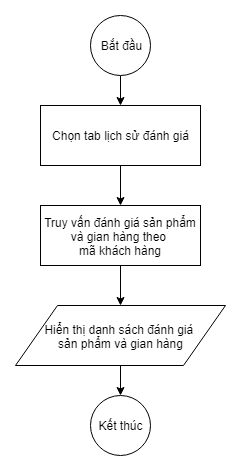 Bắt đầu
Chọn tab lịch sử đánh giá
Truy vấn đánh giá sản phẩm
và gian hàng theo
mã khách hàng
Hiển thị danh sách đánh giá
sản phẩm và gian hàng
Kết thúc